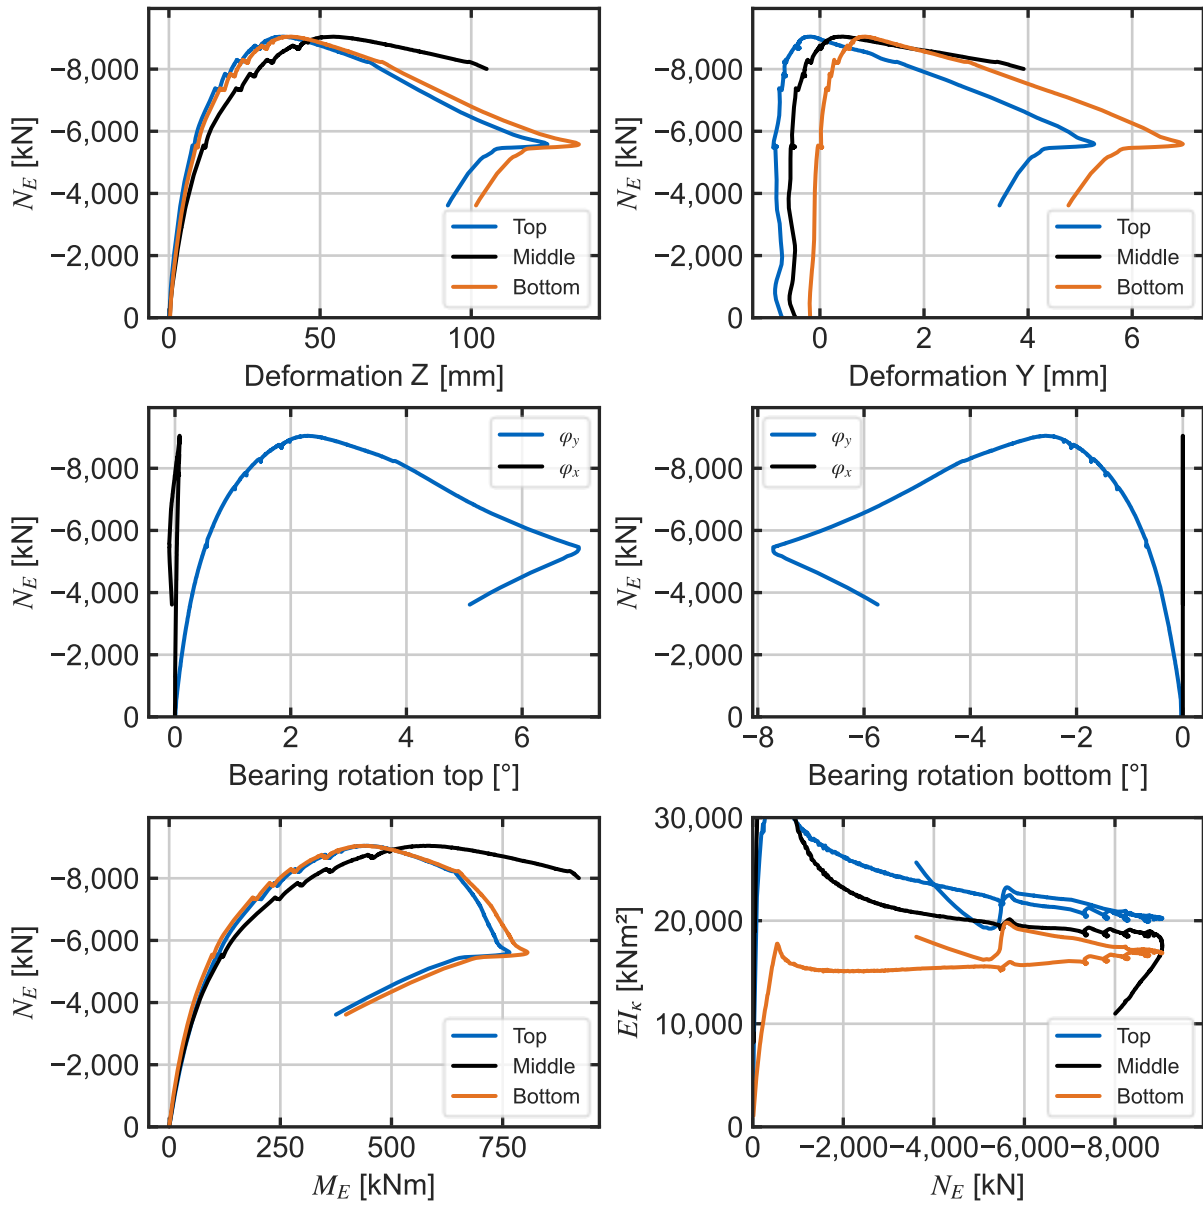 −8,000
−6,000
−4,000
−2,000
0
N_E [kN]
0 50 100
Deformation Z [mm]
Top
Middle
Bottom
−8,000
−6,000
−4,000
−2,000
0
N_E [kN]
0 2 4 6
Deformation Y [mm]
Top
Middle
Bottom
−8,000
−6,000
−4,000
−2,000
0
N_E [kN]
0 2 4 6
Bearing rotation top [°]
φ_y
φ_x
−8,000
−6,000
−4,000
−2,000
0
N_E [kN]
−8 −6 −4 −2 0
Bearing rotation bottom [°]
φ_y
φ_x
−8,000
−6,000
−4,000
−2,000
0
N_E [kN]
0 250 500 750
M_E [kNm]
Top
Middle
Bottom
30,000
20,000
10,000
0
EI_κ [kNm²]
0 −2,000 −4,000 −6,000 −8,000
N_E [kN]
Top
Middle
Bottom